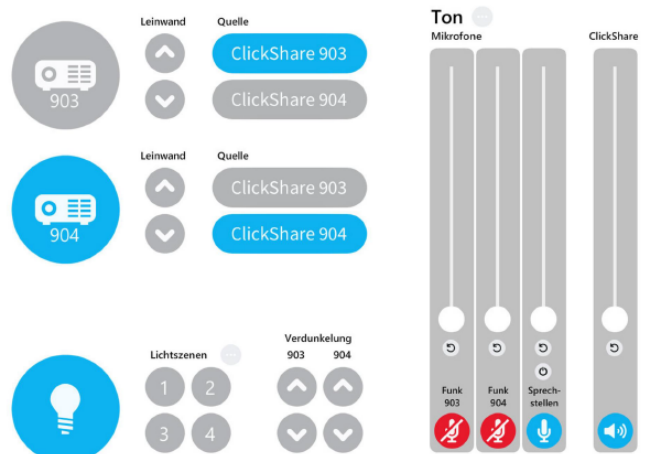 Leinwand Quelle
903
ClickShare 903
ClickShare 904
Leinwand Quelle
904
ClickShare 903
ClickShare 904
Lichtszenen
1 2
3 4
Verdunkelung
903 904
Ton
Mikrofone
ClickShare
Funk
903
Funk
904
Sprech-
stellen